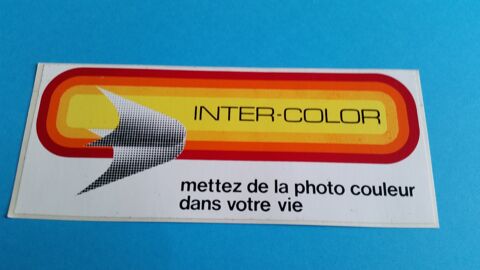 INTER-COLOR
mettez de la photo couleur
dans votre vie